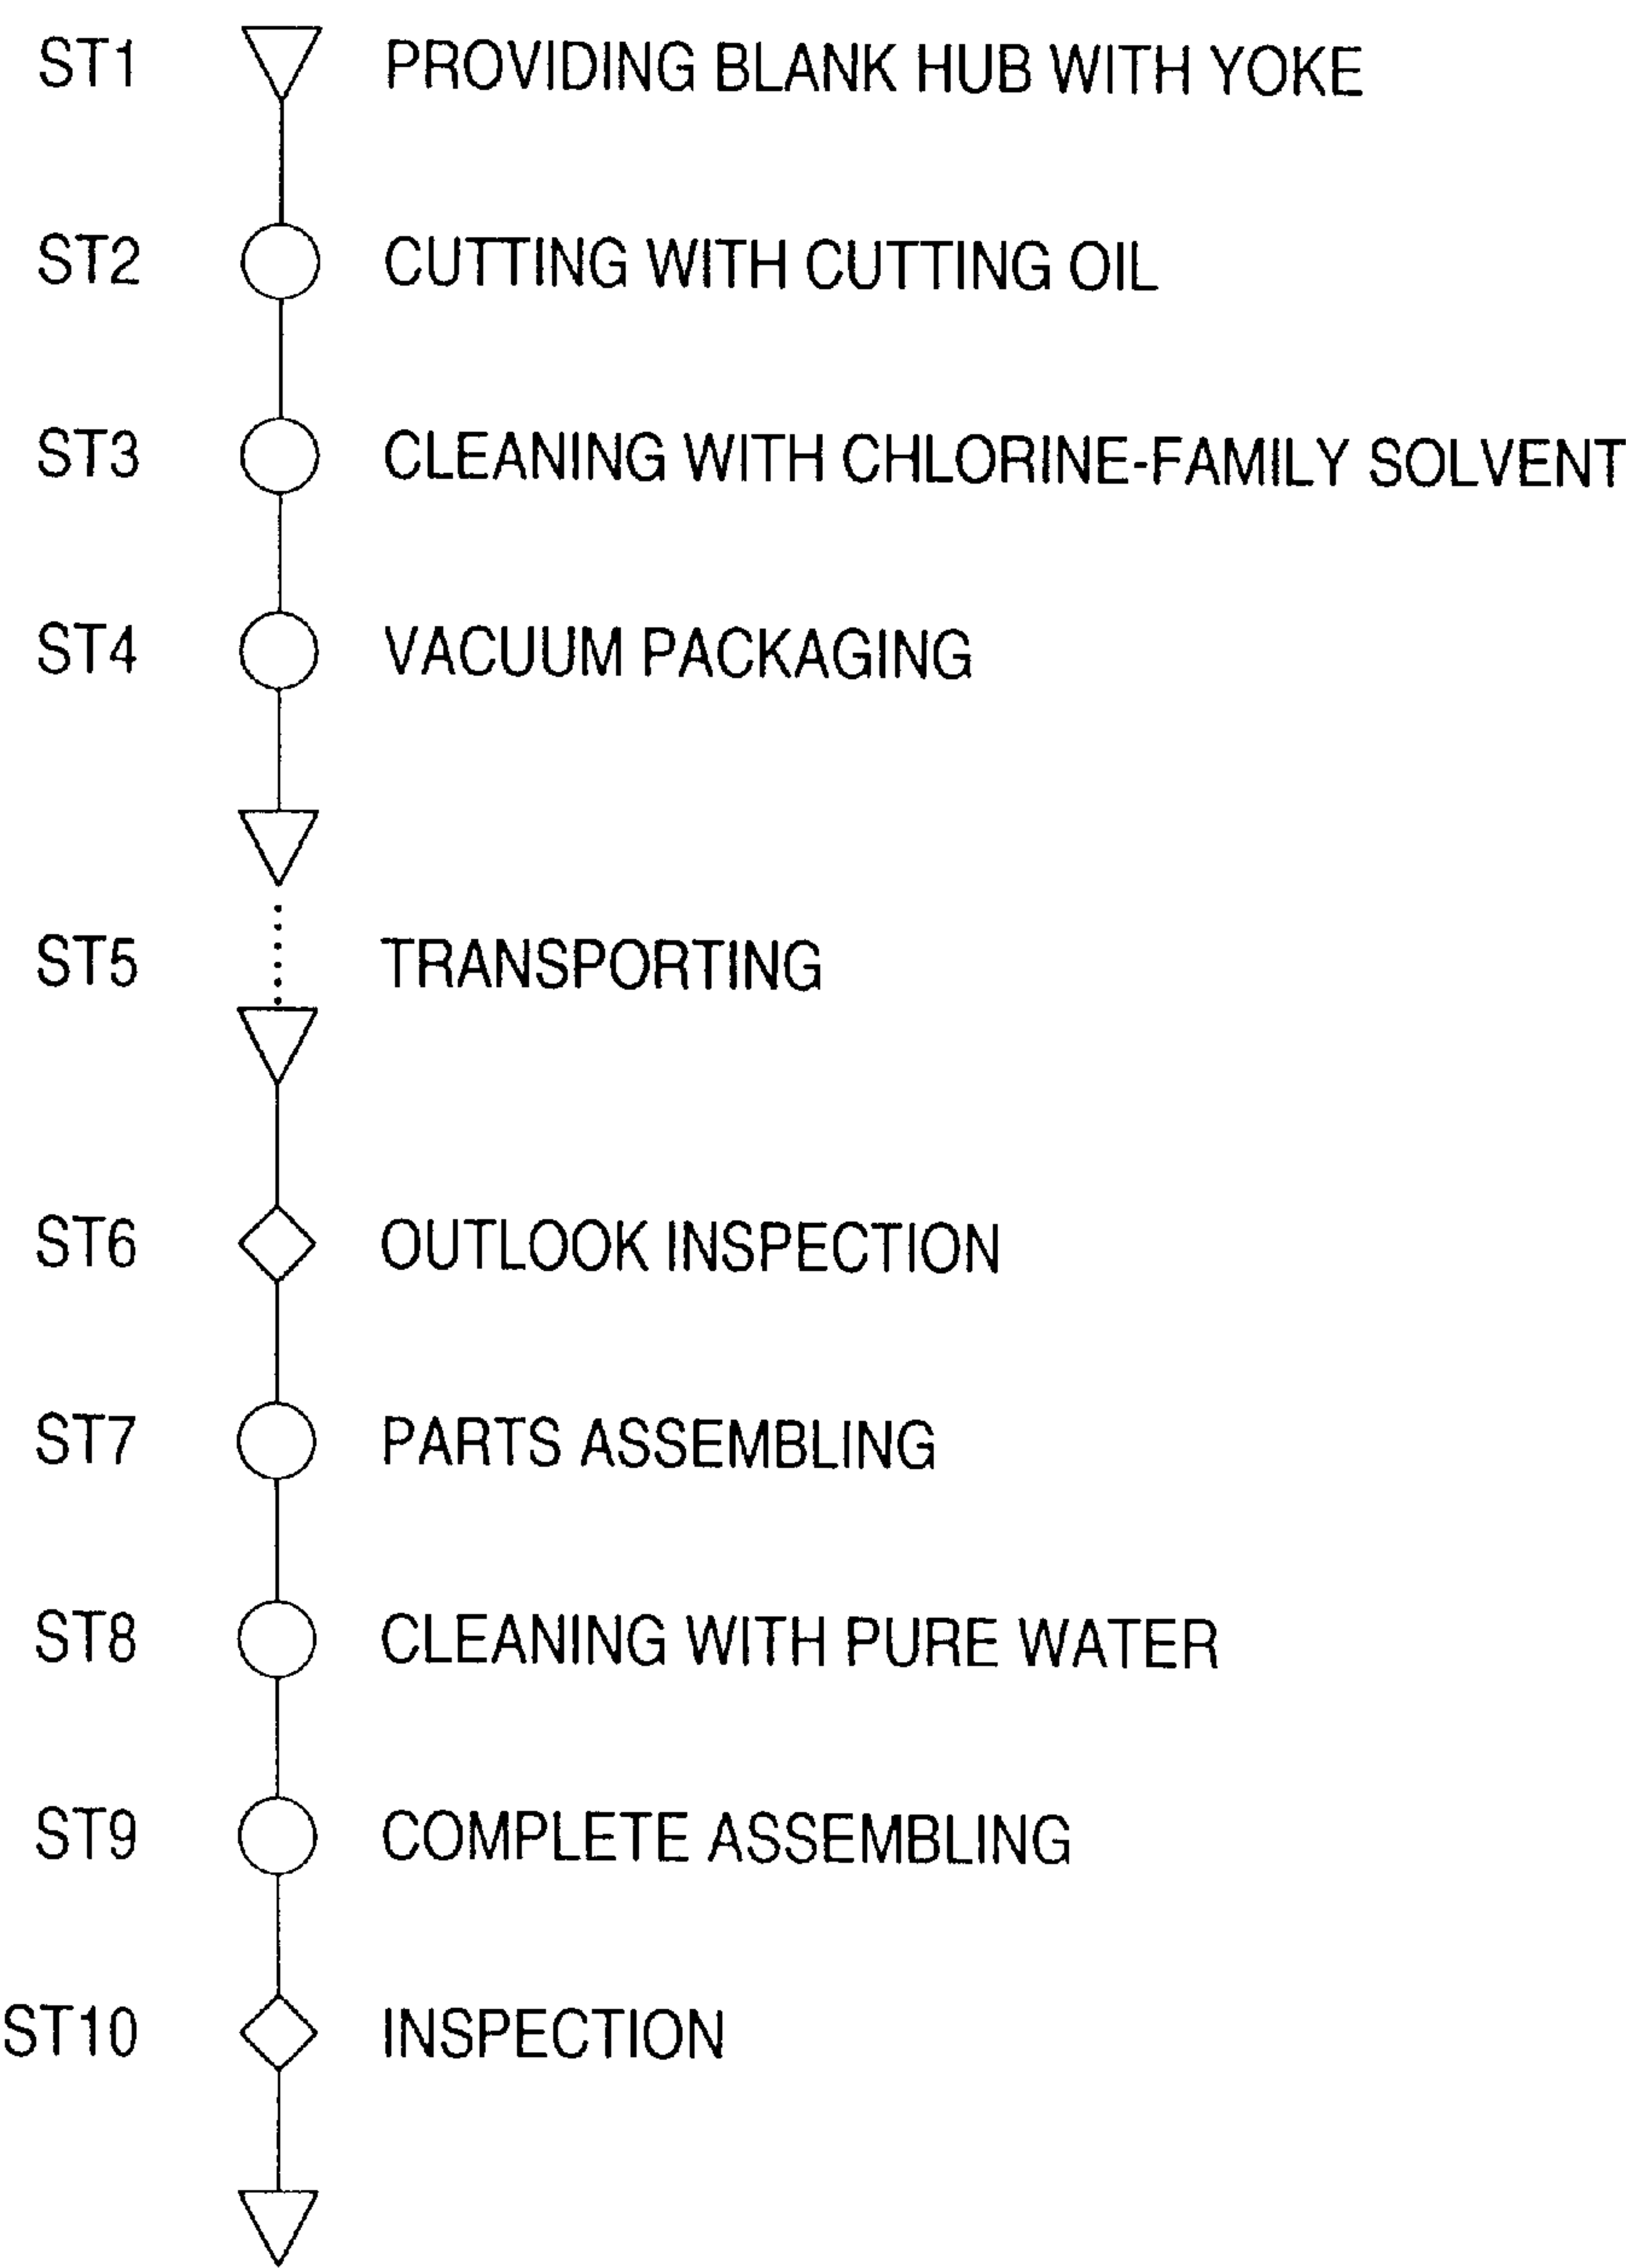 ST1 PROVIDING BLANK HUB WITH YOKE
ST2 CUTTING WITH CUTTING OIL
ST3 CLEANING WITH CHLORINE-FAMILY SOLVENT
ST4 VACUUM PACKAGING
ST5 TRANSPORTING
ST6 OUTLOOK INSPECTION
ST7 PARTS ASSEMBLING
ST8 CLEANING WITH PURE WATER
ST9 COMPLETE ASSEMBLING
ST10 INSPECTION